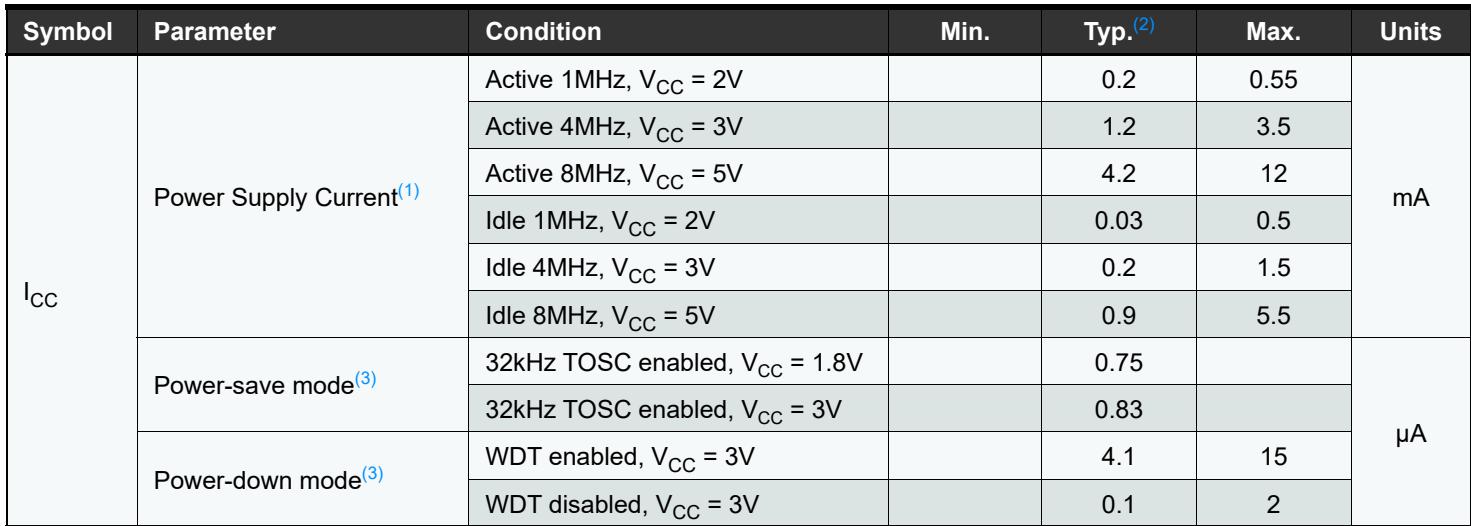 Symbol Parameter Condition Min. Typ.(2) Max. Units
Active 1MHz, VCC = 2V 0.2 0.55
Active 4MHz, VCC = 3V 1.2 3.5
Active 8MHz, VCC = 5V 4.2 12
Power Supply Current(1) mA
Idle 1MHz, VCC = 2V 0.03 0.5
Idle 4MHz, VCC = 3V 0.2 1.5
ICC
Idle 8MHz, VCC = 5V 0.9 5.5
32kHz TOSC enabled, VCC = 1.8V 0.75
Power-save mode(3)
32kHz TOSC enabled, VCC = 3V 0.83
µA
WDT enabled, VCC = 3V 4.1 15
Power-down mode(3)
WDT disabled, VCC = 3V 0.1 2